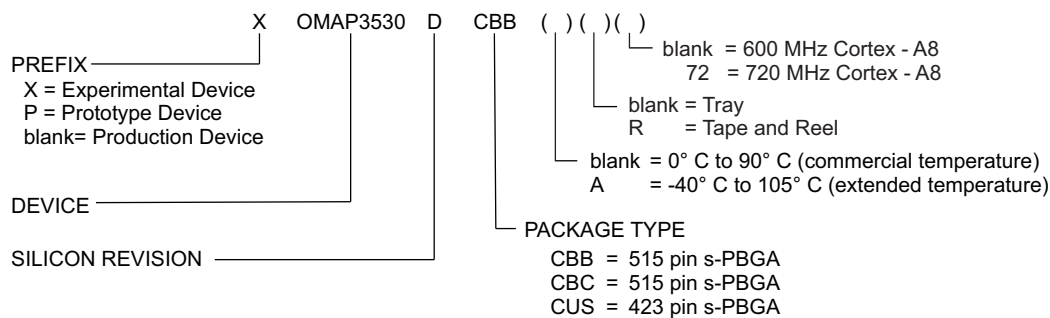 X OMAP3530 D CBB ( ) ( ) ( )
blank = 600 MHz Cortex - A8
72 = 720 MHz Cortex - A8
PREFIX
X = Experimental Device
P = Prototype Device
blank= Production Device
blank = Tray
R = Tape and Reel
blank = 0° C to 90° C (commercial temperature)
A = -40° C to 105° C (extended temperature)
DEVICE
PACKAGE TYPE
SILICON REVISION
CBB = 515 pin s-PBGA
CBC = 515 pin s-PBGA
CUS = 423 pin s-PBGA